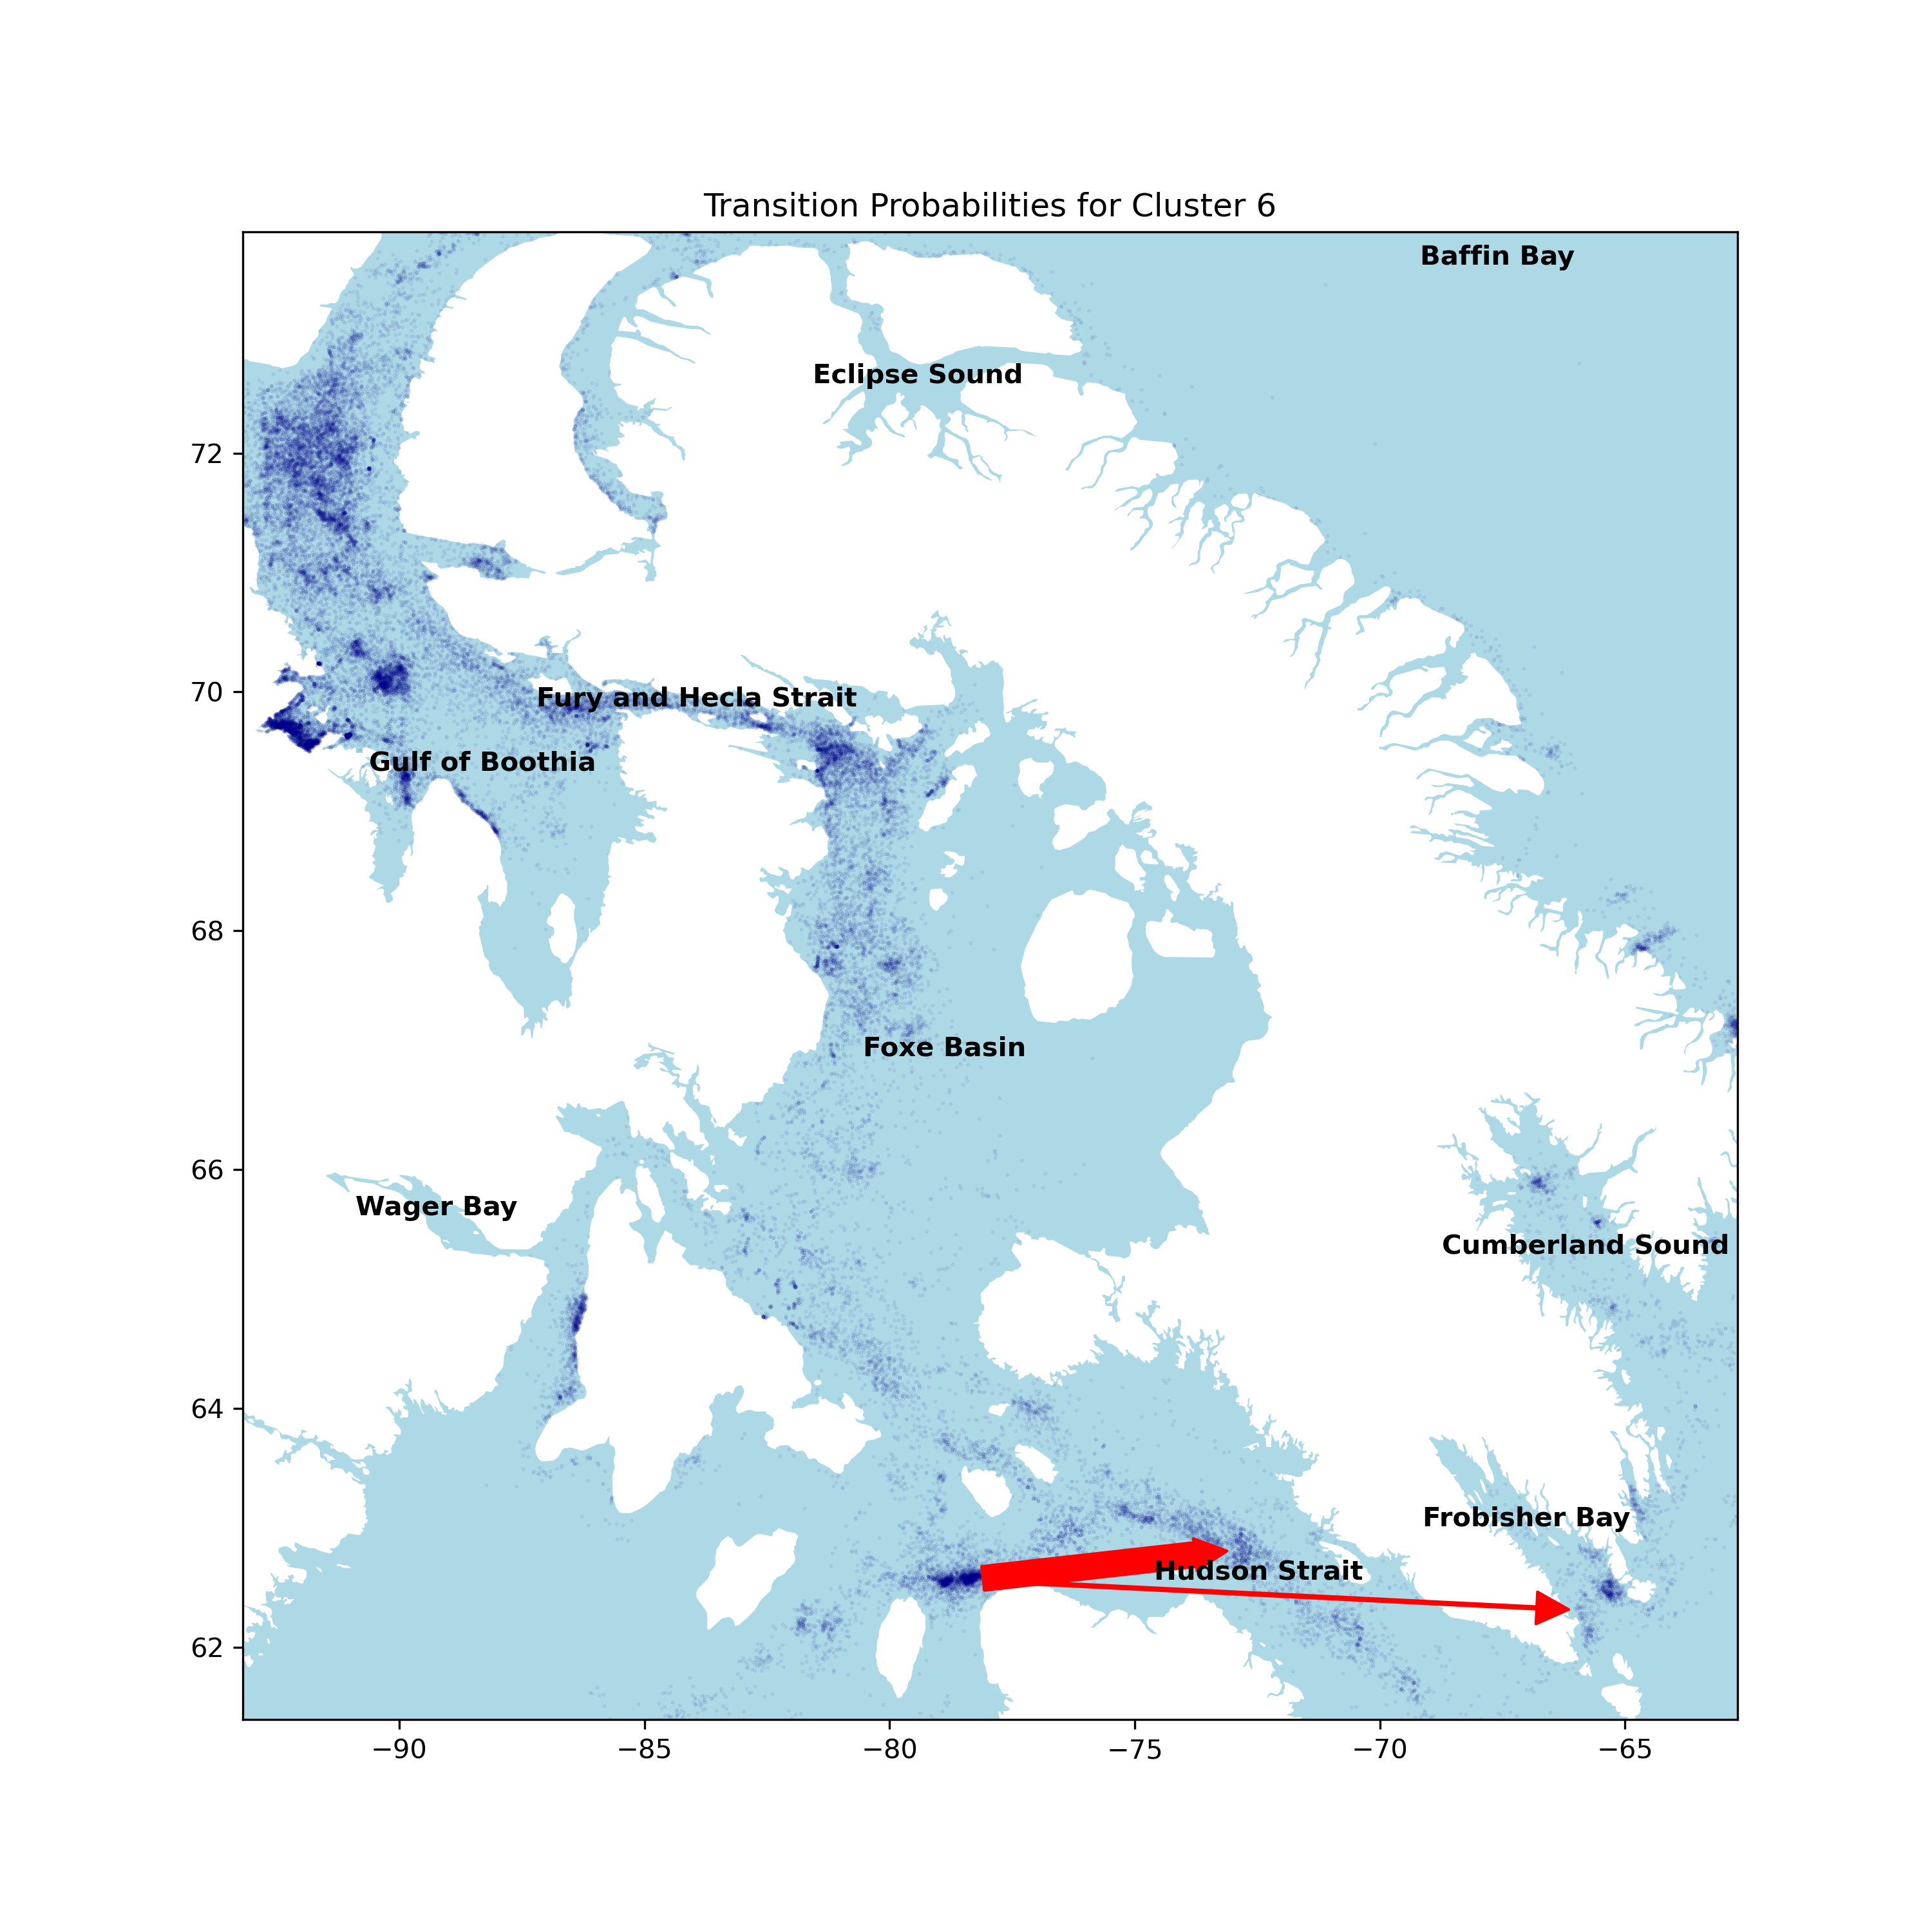 Transition Probabilities for Cluster 6
Baffin Bay
Eclipse Sound
72
70
Fury and Hecla Strait
Gulf of Boothia
68
Foxe Basin
66
Wager Bay
Cumberland Sound
64
Frobisher Bay
Hudson Strait
62
−90 −85 −80 −75 −70 −65